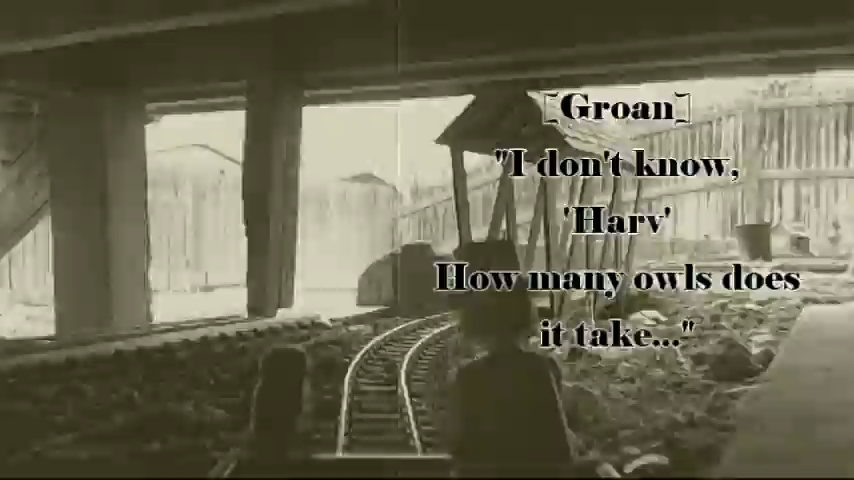 [Groan]
"I don't know,
'Harv'
How many owls does
it take..."